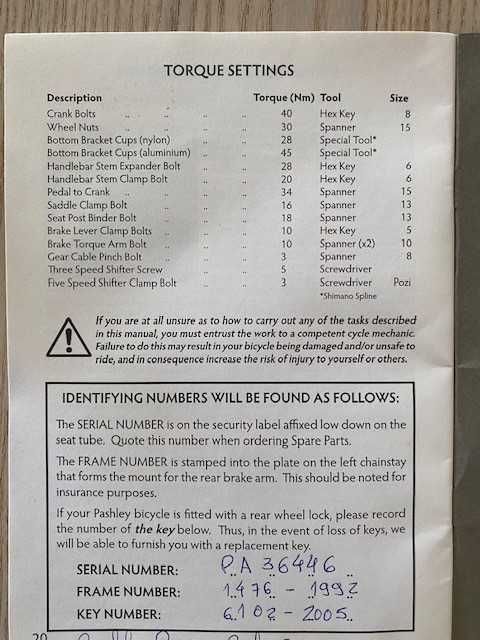 TORQUE SETTINGS
Description Torque (Nm) Tool Size
Crank Bolts .. .. .. 40 Hex Key 8
Wheel Nuts .. .. .. 30 Spanner 15
Bottom Bracket Cups (nylon) .. .. 28 Special Tool*
Bottom Bracket Cups (aluminium) .. .. 45 Special Tool*
Handlebar Stem Expander Bolt .. .. 28 Hex Key 6
Handlebar Stem Clamp Bolt .. .. 20 Hex Key 6
Pedal to Crank .. .. .. 34 Spanner 15
Saddle Clamp Bolt .. .. .. 16 Spanner 13
Seat Post Binder Bolt .. .. .. 18 Spanner 13
Brake Lever Clamp Bolts .. .. .. 10 Hex Key 5
Brake Torque Arm Bolt .. .. .. 10 Spanner (x2) 10
Gear Cable Pinch Bolt .. .. .. 3 Spanner 8
Three Speed Shifter Screw .. .. 5 Screwdriver
Five Speed Shifter Clamp Bolt .. .. 3 Screwdriver Pozi
*Shimano Spline
If you are at all unsure as to how to carry out any of the tasks described
in this manual, you must entrust the work to a competent cycle mechanic.
Failure to do this may result in your bicycle being damaged and/or unsafe to
ride, and in consequence increase the risk of injury to yourself or others.
IDENTIFYING NUMBERS WILL BE FOUND AS FOLLOWS:
The SERIAL NUMBER is on the security label affixed low down on the
seat tube. Quote this number when ordering Spare Parts.
The FRAME NUMBER is stamped into the plate on the left chainstay
that forms the mount for the rear brake arm. This should be noted for
insurance purposes.
If your Pashley bicycle is fitted with a rear wheel lock, please record
the number of the key below. Thus, in the event of loss of keys, we
will be able to furnish you with a replacement key.
SERIAL NUMBER: PA 36446
FRAME NUMBER: 1476 - 1992
KEY NUMBER: 6102 - 2005
20